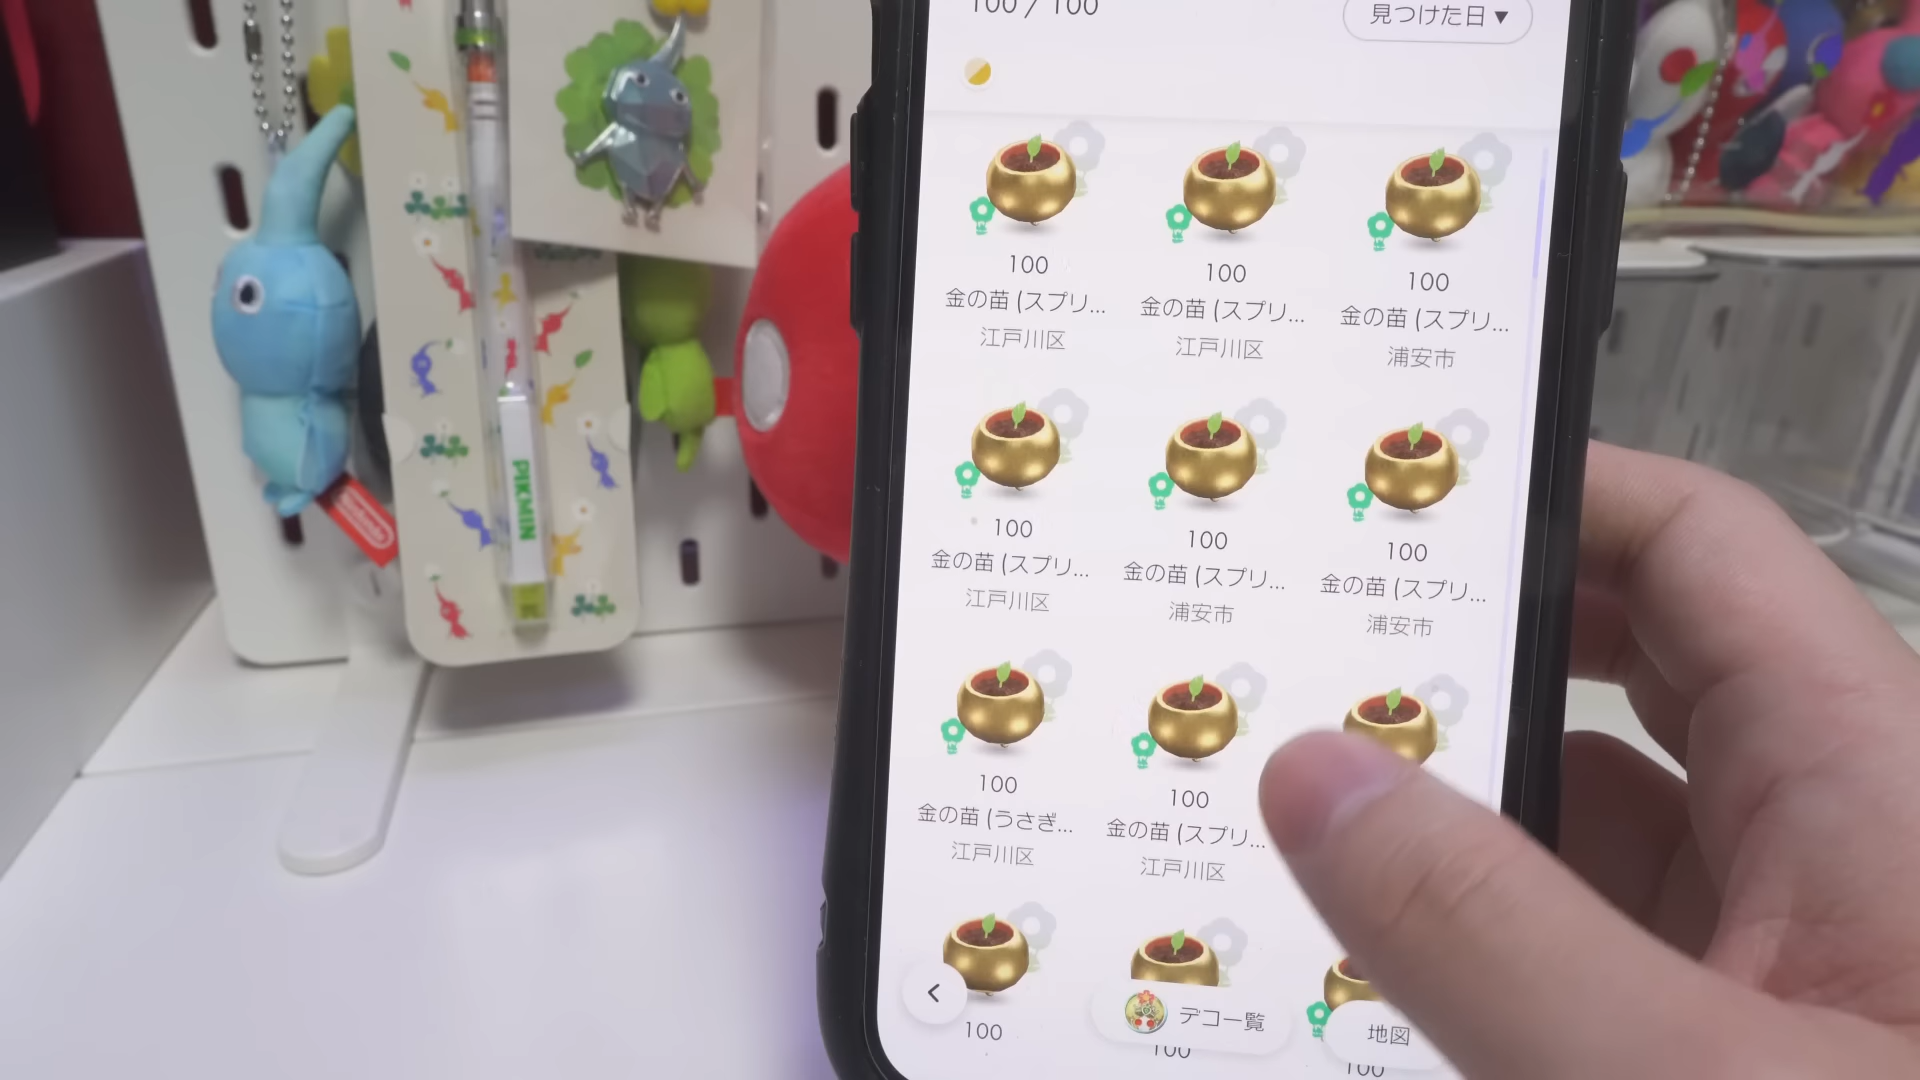 100 / 100
見つけた日▼
100
100
100
金の苗 (スプリ...
金の苗 (スプリ...
金の苗 (スプリ...
江戸川区
江戸川区
浦安市
100
100
100
金の苗 (スプリ...
金の苗 (スプリ...
金の苗 (スプリ...
江戸川区
浦安市
浦安市
100
100
金の苗 (うさぎ...
金の苗 (スプリ...
江戸川区
江戸川区
100
100
100
デコ一覧
地図
PIKMIN
Nintendo